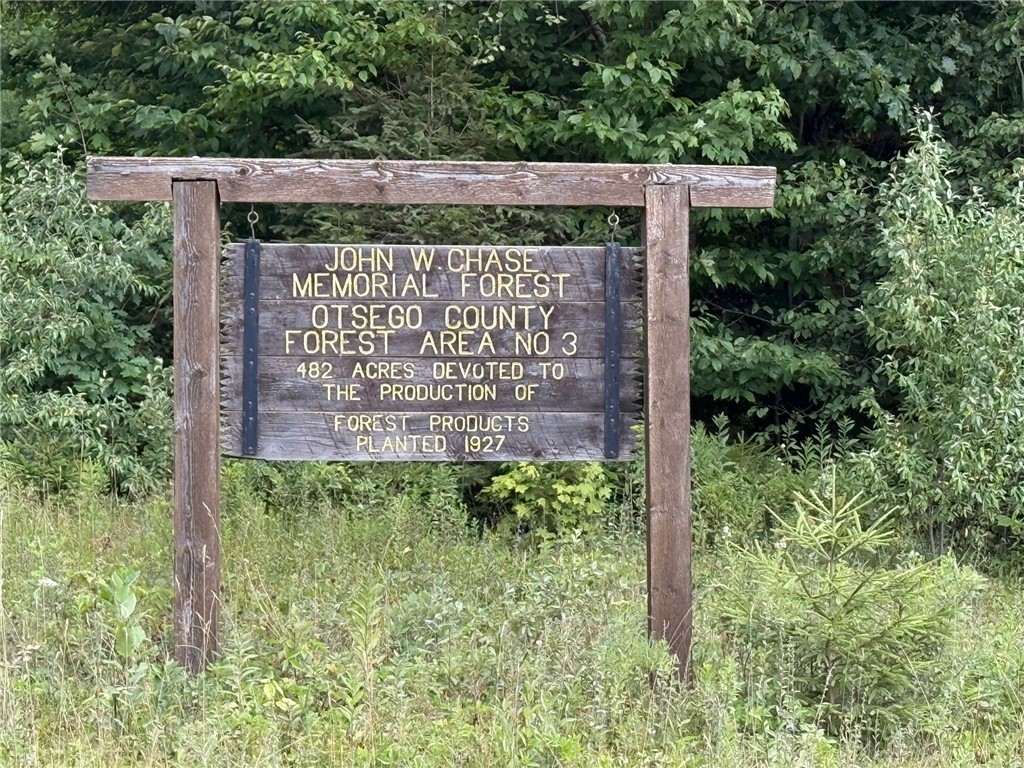 JOHN W. CHASE
MEMORIAL FOREST
OTSEGO COUNTY
FOREST AREA NO 3
482 ACRES DEVOTED TO
THE PRODUCTION OF
FOREST PRODUCTS
PLANTED 1927